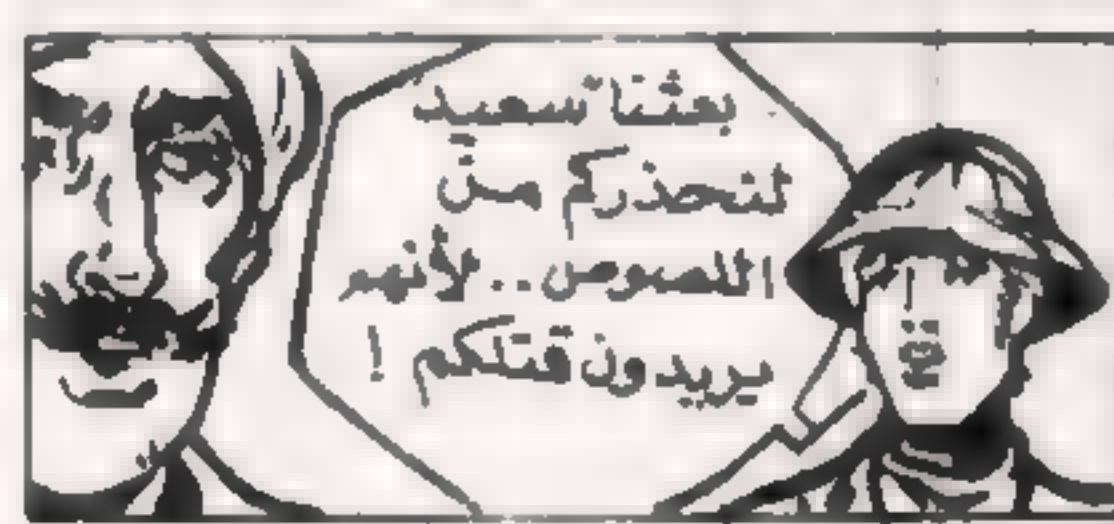 بعثنا سعيد
لنحذركم من
اللصوص.. لأنهم
يريدون قتلكم !